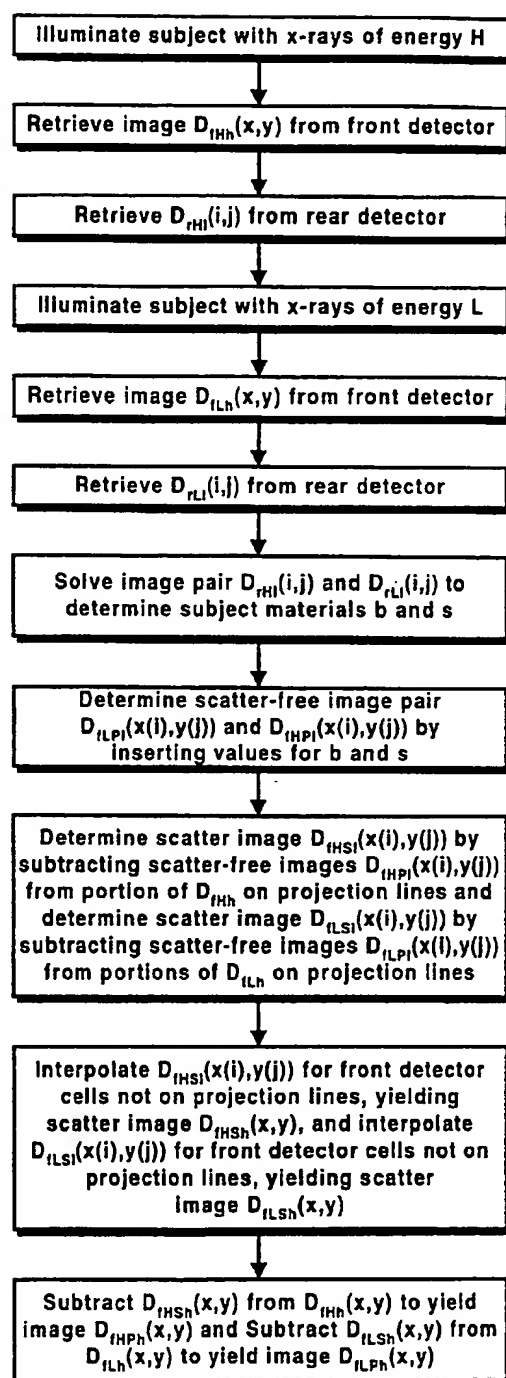 Illuminate subject with x-rays of energy H
Retrieve image D_fHh(x,y) from front detector
Retrieve D_rHl(i,j) from rear detector
Illuminate subject with x-rays of energy L
Retrieve image D_fLh(x,y) from front detector
Retrieve D_rLl(i,j) from rear detector
Solve image pair D_rHl(i,j) and D_rLl(i,j) to
determine subject materials b and s
Determine scatter-free image pair
D_fLPl(x(i),y(j)) and D_fHPl(x(i),y(j)) by
inserting values for b and s
Determine scatter image D_fHSl(x(i),y(j)) by
subtracting scatter-free images D_fHPl(x(i),y(j))
from portion of D_fHh on projection lines and
determine scatter image D_fLSl(x(i),y(j)) by
subtracting scatter-free images D_fLPl(x(i),y(j))
from portions of D_fLh on projection lines
Interpolate D_fHSl(x(i),y(j)) for front detector
cells not on projection lines, yielding
scatter image D_fHSh(x,y), and interpolate
D_fLSl(x(i),y(j)) for front detector cells not on
projection lines, yielding scatter
image D_fLSh(x,y)
Subtract D_fHSh(x,y) from D_fHh(x,y) to yield
image D_fHPh(x,y) and Subtract D_fLSh(x,y) from
D_fLh(x,y) to yield image D_fLPh(x,y)